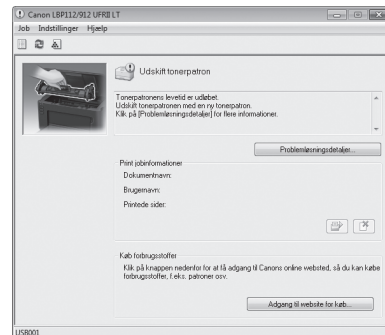 Canon LBP112/912 UFRII LT
Job Indstillinger Hjælp
Udskift tonerpatron
Tonerpatronens levetid er udløbet.
Udskift tonerpatronen med en ny tonerpatron.
Klik på [Problemløsningsdetaljer] for flere informationer.
Problemløsningsdetaljer...
Print jobinformationer
Dokumentnavn:
Brugernavn:
Printede sider:
Køb forbrugsstoffer
Klik på knappen nedenfor for at få adgang til Canons online websted, så du kan købe
forbrugsstoffer, f.eks. patroner osv.
Adgang til website for køb...
USB001